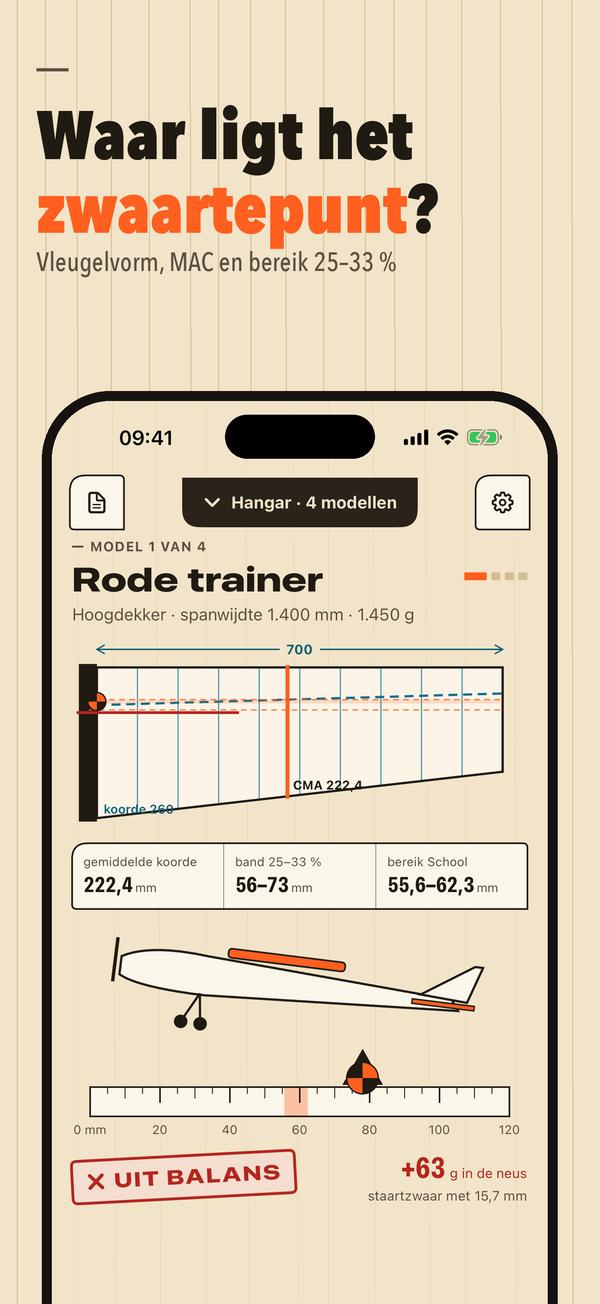 Waar ligt het
zwaartepunt?
Vleugelvorm, MAC en bereik 25–33 %
09:41
Hangar · 4 modellen
— MODEL 1 VAN 4
Rode trainer
Hoogdekker · spanwijdte 1.400 mm · 1.450 g
700
CMA 222,4
koorde 260
gemiddelde koorde band 25–33 % bereik School
222,4 mm 56–73 mm 55,6–62,3 mm
0 mm 20 40 60 80 100 120
UIT BALANS
+63 g in de neus
staartzwaar met 15,7 mm